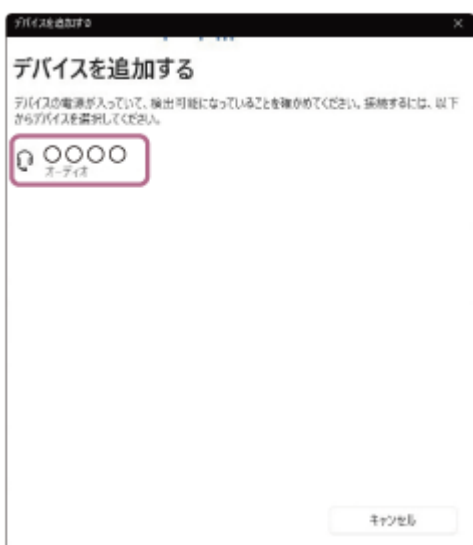 デバイスを追加する
デバイスを追加する
デバイスの電源が入っていて、検出可能になっていることを確かめてください。接続するには、以下
からデバイスを選択してください。
○○○○
オーディオ
キャンセル